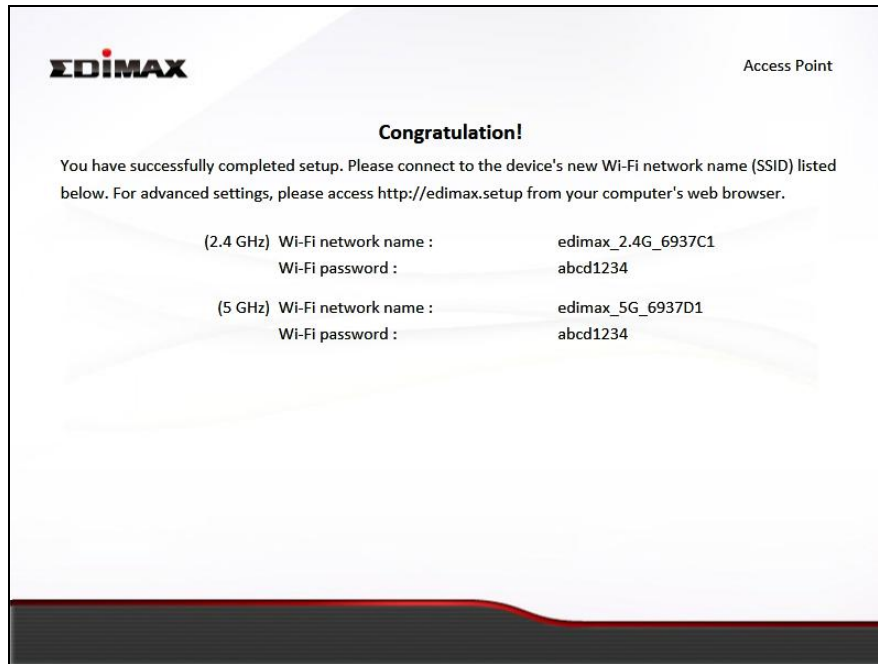 EDIMAX
Access Point
Congratulation!
You have successfully completed setup. Please connect to the device's new Wi-Fi network name (SSID) listed
below. For advanced settings, please access http://edimax.setup from your computer's web browser.
(2.4 GHz) Wi-Fi network name : edimax_2.4G_6937C1
Wi-Fi password : abcd1234
(5 GHz) Wi-Fi network name : edimax_5G_6937D1
Wi-Fi password : abcd1234